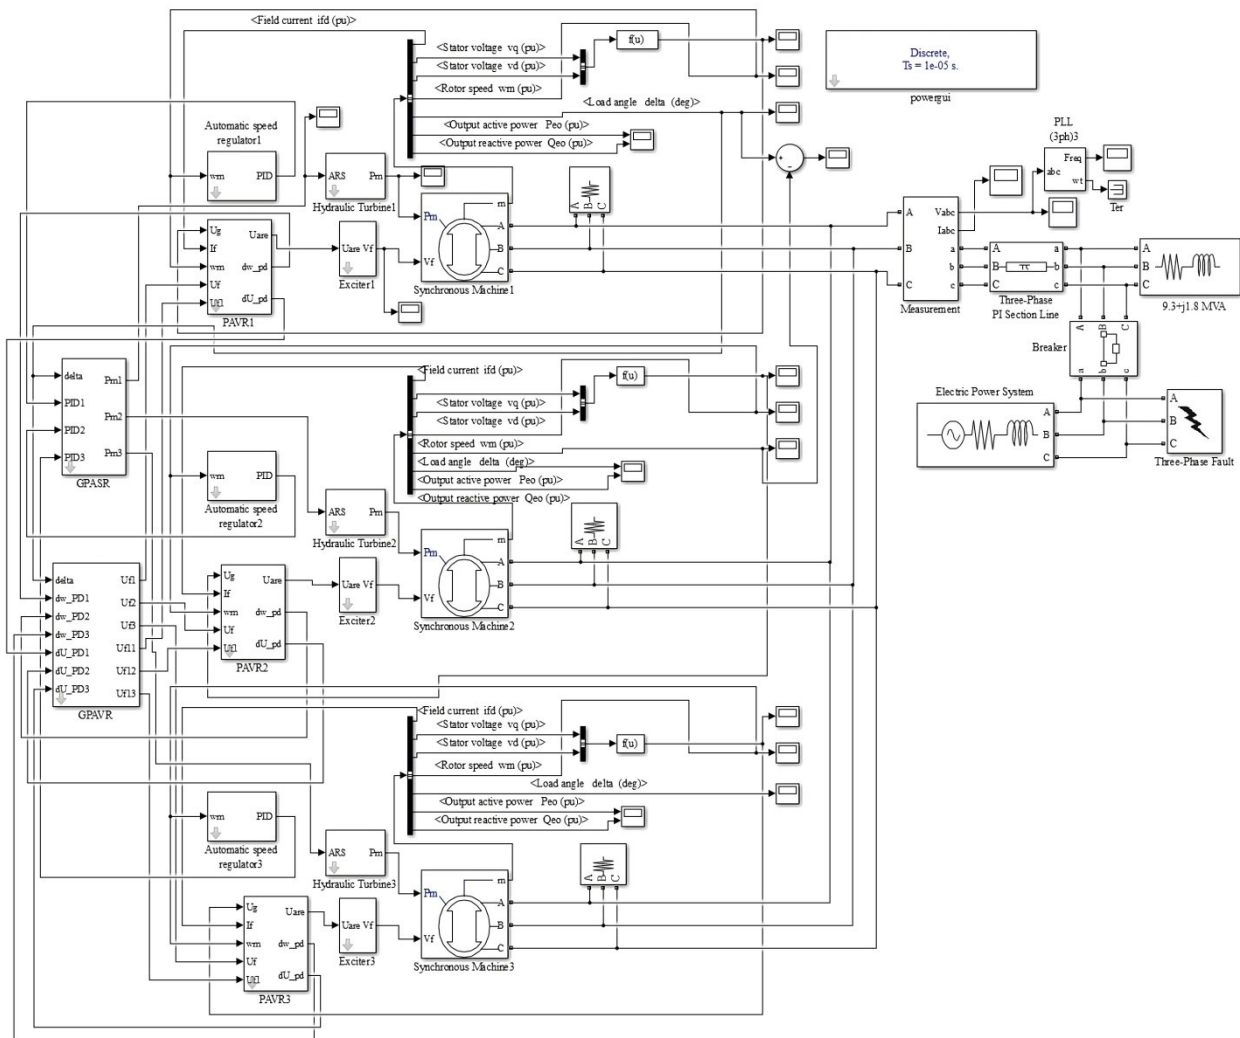 <Field current ifd (pu)>
<Stator voltage vq (pu)>
<Stator voltage vd (pu)>
<Rotor speed wm (pu)>
<Load angle delta (deg)>
<Output active power Peo (pu)>
<Output reactive power Qeo (pu)>
f(u)
Discrete,
Ts = 1e-05 s.
powergui
PLL
(3ph)3
Freq
abc
wt
Ter
Automatic speed
regulator1
wm
PID
ARS
Pm
Hydraulic Turbine1
Pm
Vf
m
A
B
C
Synchronous Machine1
A
B
C
Ug
If
wm
Uf
Uf1
Uare
dw_pd
dU_pd
PAVR1
Uare Vf
Exciter1
A
B
C
Vabc
Iabc
a
b
c
Measurement
A
B
C
a
b
c
Three-Phase
PI Section Line
A
B
C
9.3+j1.8 MVA
Breaker
A
B
C
a
b
c
Electric Power System
A
B
C
A
B
C
Three-Phase Fault
delta
PID1
PID2
PID3
Pm1
Pm2
Pm3
GPASR
<Field current ifd (pu)>
<Stator voltage vq (pu)>
<Stator voltage vd (pu)>
<Rotor speed wm (pu)>
<Load angle delta (deg)>
<Output active power Peo (pu)>
<Output reactive power Qeo (pu)>
f(u)
wm
PID
Automatic speed
regulator2
ARS
Pm
Hydraulic Turbine2
Pm
Vf
m
A
B
C
Synchronous Machine2
A
B
C
delta
dw_PD1
dw_PD2
dw_PD3
dU_PD1
dU_PD2
dU_PD3
Uf1
Uf2
Uf3
Uf11
Uf12
Uf13
GPAVR
Ug
If
wm
Uf
Uf1
Uare
dw_pd
dU_pd
PAVR2
Uare Vf
Exciter2
<Field current ifd (pu)>
<Stator voltage vq (pu)>
<Stator voltage vd (pu)>
<Rotor speed wm (pu)>
<Load angle delta (deg)>
<Output active power Peo (pu)>
<Output reactive power Qeo (pu)>
f(u)
wm
PID
Automatic speed
regulator3
ARS
Pm
Hydraulic Turbine3
Pm
Vf
m
A
B
C
Synchronous Machine3
A
B
C
Ug
If
wm
Uf
Uf1
Uare
dw_pd
dU_pd
PAVR3
Uare Vf
Exciter3